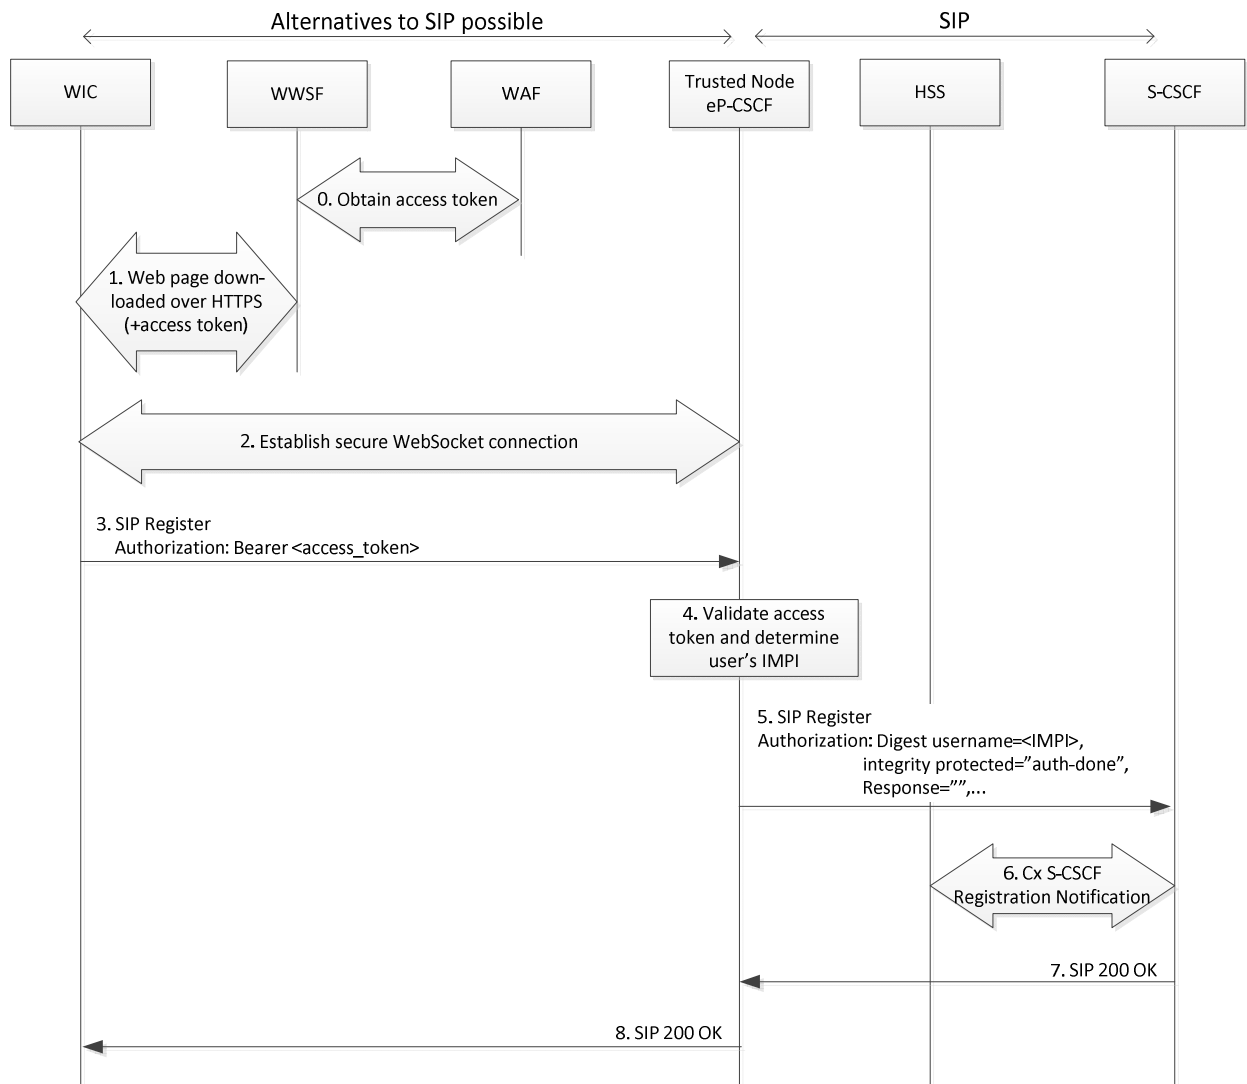 Alternatives to SIP possible
SIP
WIC
WWSF
WAF
Trusted Node
eP-CSCF
HSS
S-CSCF
0. Obtain access token
1. Web page down-
loaded over HTTPS
(+access token)
2. Establish secure WebSocket connection
3. SIP Register
Authorization: Bearer <access_token>
4. Validate access
token and determine
user’s IMPI
5. SIP Register
Authorization: Digest username=<IMPI>,
integrity protected=”auth-done”,
Response=””,...
6. Cx S-CSCF
Registration Notification
7. SIP 200 OK
8. SIP 200 OK